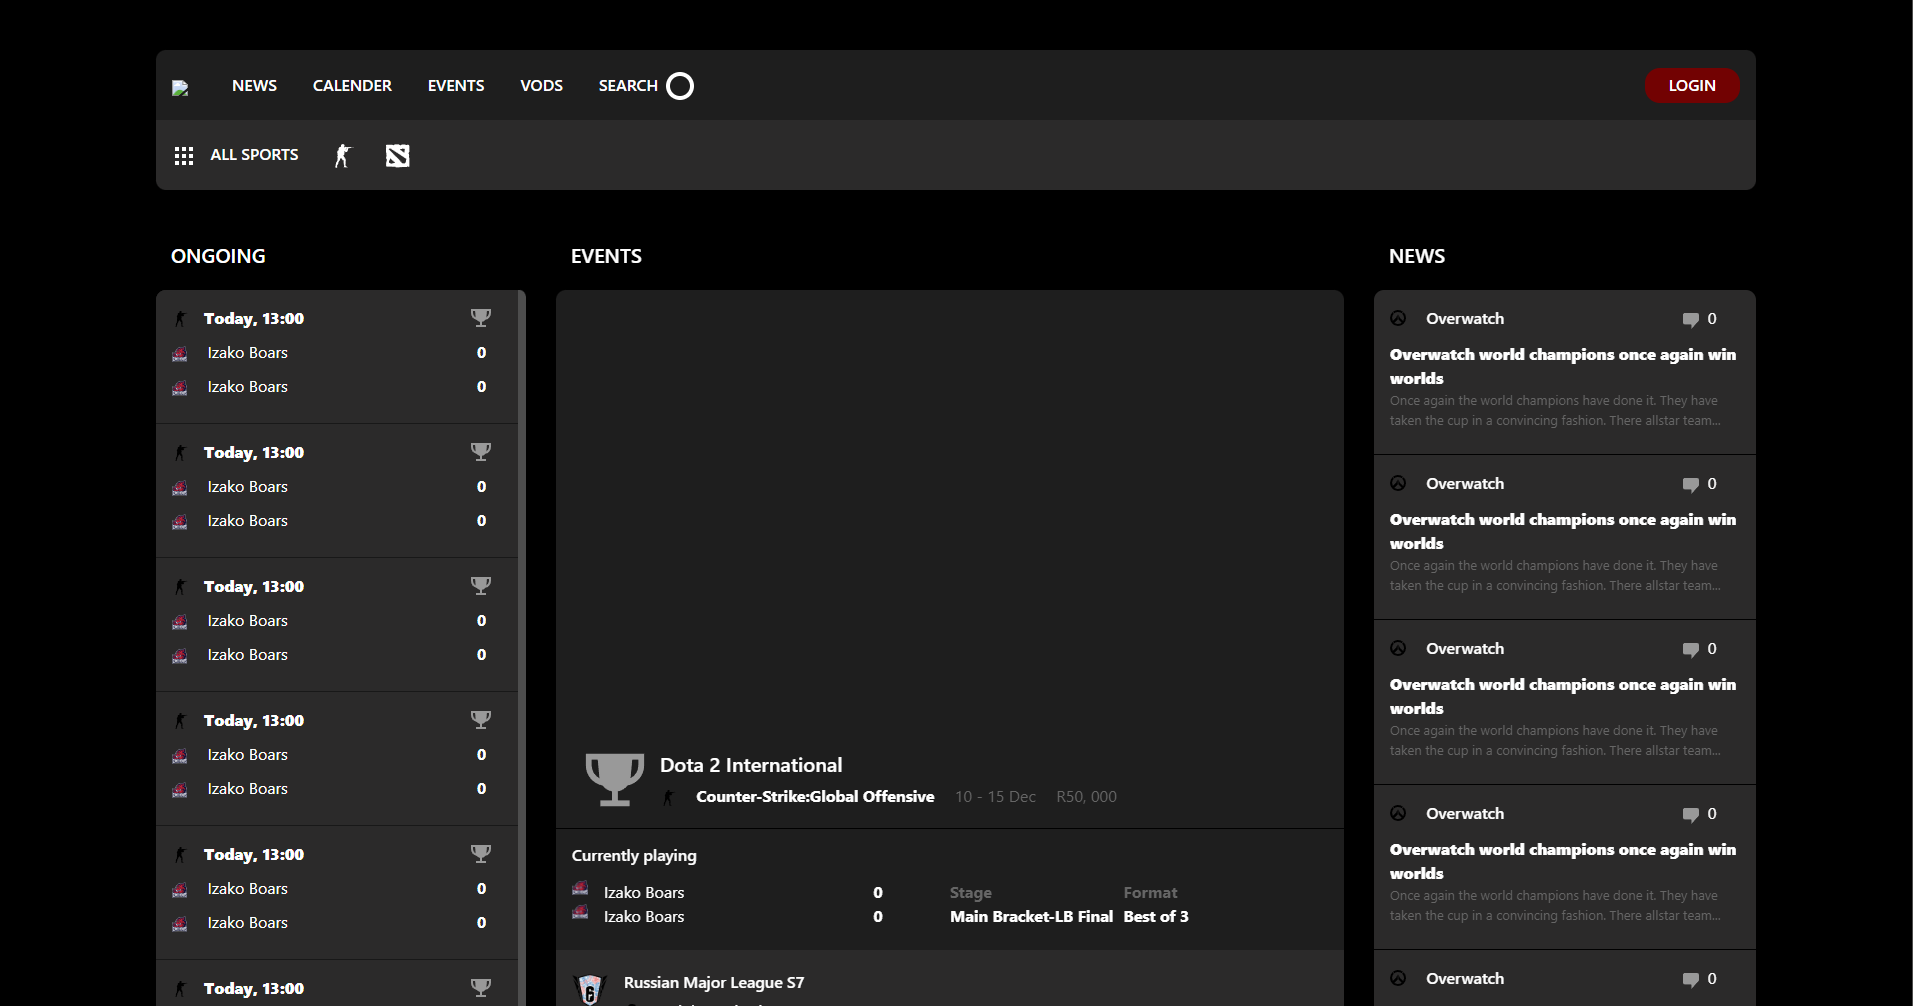 NEWS CALENDER EVENTS VODS SEARCH LOGIN
ALL SPORTS
ONGOING
Today, 13:00
Izako Boars 0
Izako Boars 0
Today, 13:00
Izako Boars 0
Izako Boars 0
Today, 13:00
Izako Boars 0
Izako Boars 0
Today, 13:00
Izako Boars 0
Izako Boars 0
Today, 13:00
Izako Boars 0
Izako Boars 0
Today, 13:00
EVENTS
Dota 2 International
Counter-Strike:Global Offensive 10 - 15 Dec R50, 000
Currently playing
Izako Boars 0 Stage Format
Izako Boars 0 Main Bracket-LB Final Best of 3
Russian Major League S7
NEWS
Overwatch 0
Overwatch world champions once again win
worlds
Once again the world champions have done it. They have
taken the cup in a convincing fashion. There allstar team...
Overwatch 0
Overwatch world champions once again win
worlds
Once again the world champions have done it. They have
taken the cup in a convincing fashion. There allstar team...
Overwatch 0
Overwatch world champions once again win
worlds
Once again the world champions have done it. They have
taken the cup in a convincing fashion. There allstar team...
Overwatch 0
Overwatch world champions once again win
worlds
Once again the world champions have done it. They have
taken the cup in a convincing fashion. There allstar team...
Overwatch 0